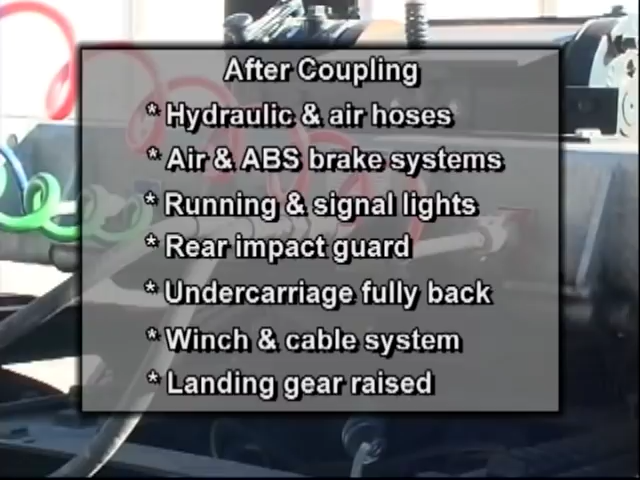 After Coupling
* Hydraulic & air hoses
* Air & ABS brake systems
* Running & signal lights
* Rear impact guard
* Undercarriage fully back
* Winch & cable system
* Landing gear raised